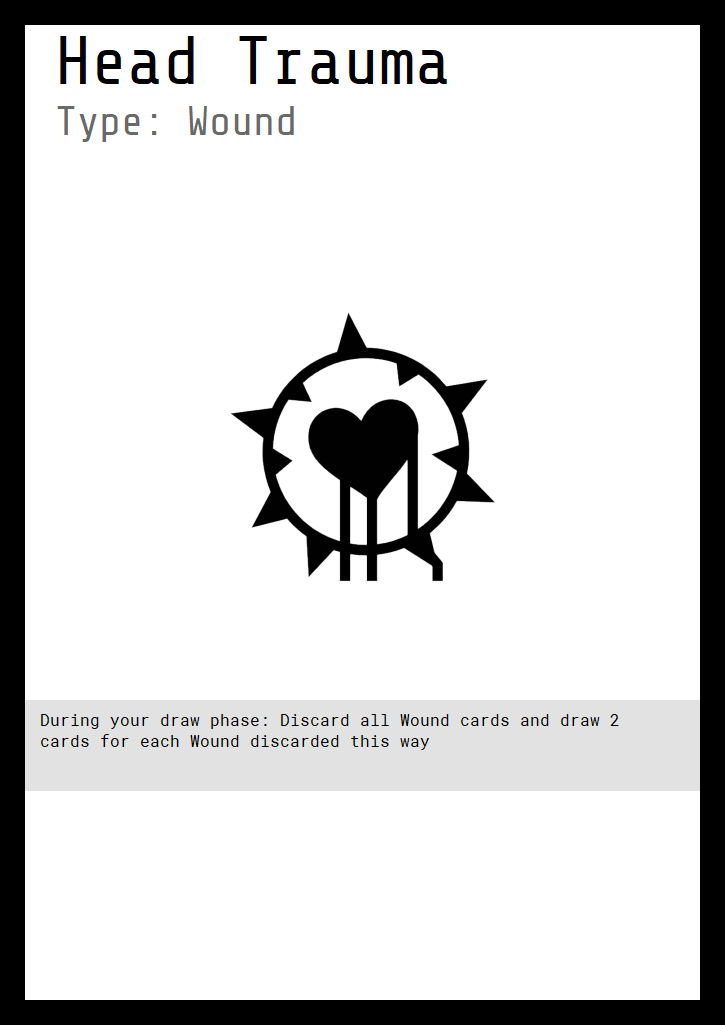 Head Trauma
Type: Wound
During your draw phase: Discard all Wound cards and draw 2
cards for each Wound discarded this way